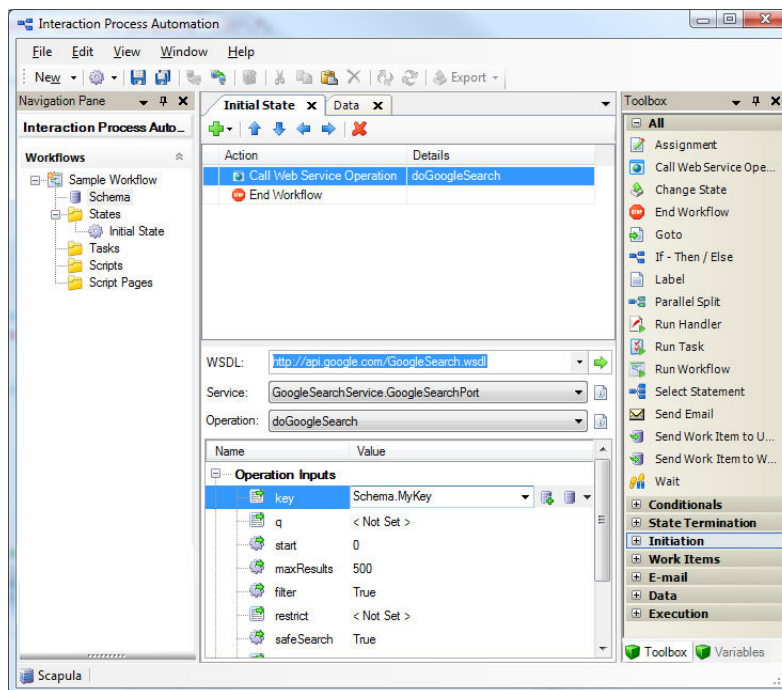 Interaction Process Automation
File Edit View Window Help
New Export
Navigation Pane
Interaction Process Auto...
Workflows
Sample Workflow
Schema
States
Initial State
Tasks
Scripts
Script Pages
Initial State Data
Action Details
Call Web Service Operation doGoogleSearch
End Workflow
WSDL: http://api.google.com/GoogleSearch.wsdl
Service: GoogleSearchService.GoogleSearchPort
Operation: doGoogleSearch
Name Value
Operation Inputs
key Schema.MyKey
q < Not Set >
start 0
maxResults 500
filter True
restrict < Not Set >
safeSearch True
Toolbox
All
Assignment
Call Web Service Ope...
Change State
End Workflow
Goto
If - Then / Else
Label
Parallel Split
Run Handler
Run Task
Run Workflow
Select Statement
Send Email
Send Work Item to U...
Send Work Item to W...
Wait
Conditionals
State Termination
Initiation
Work Items
E-mail
Data
Execution
Toolbox Variables
Scapula